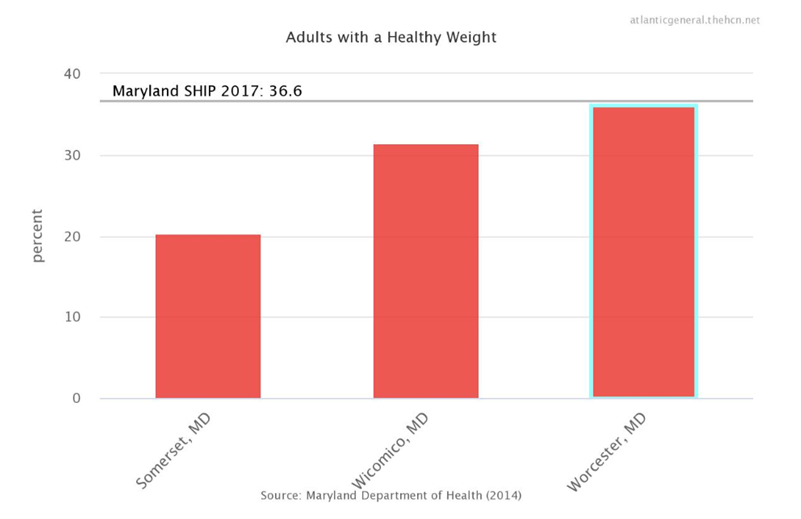 atlanticgeneral.thehcn.net
Adults with a Healthy Weight
40
Maryland SHIP 2017: 36.6
30
percent
20
10
0
Somerset, MD
Wicomico, MD
Worcester, MD
Source: Maryland Department of Health (2014)